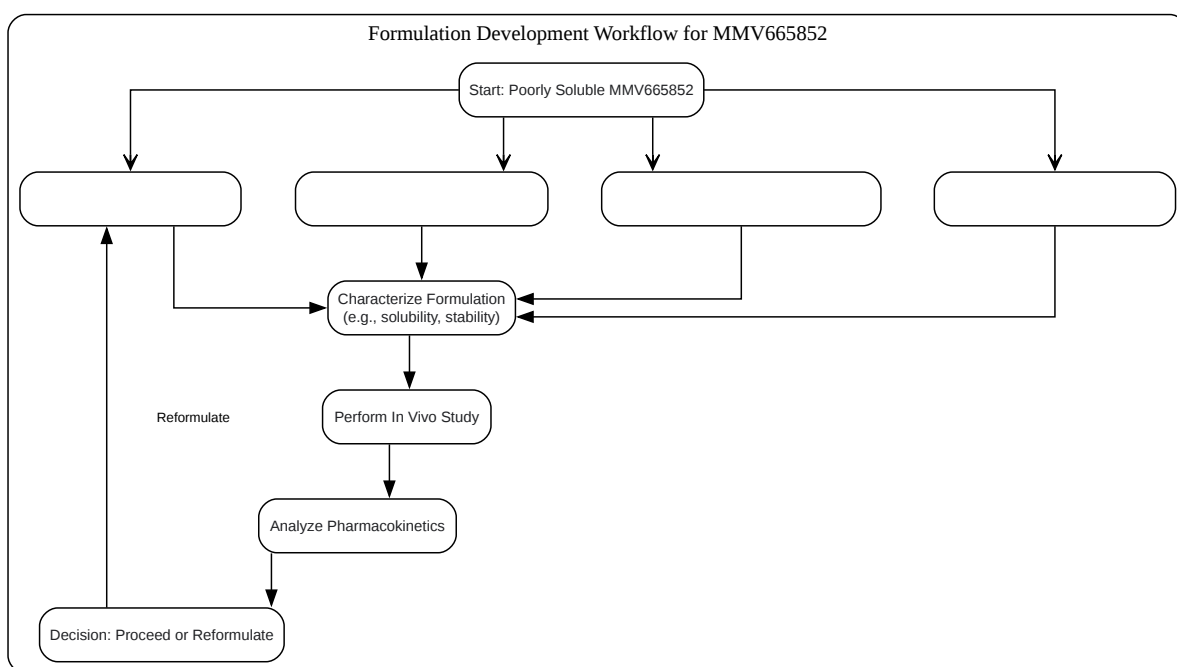 Formulation Development Workflow for MMV665852
Start: Poorly Soluble MMV665852
Characterize Formulation
(e.g., solubility, stability)
Perform In Vivo Study
Reformulate
Analyze Pharmacokinetics
Decision: Proceed or Reformulate